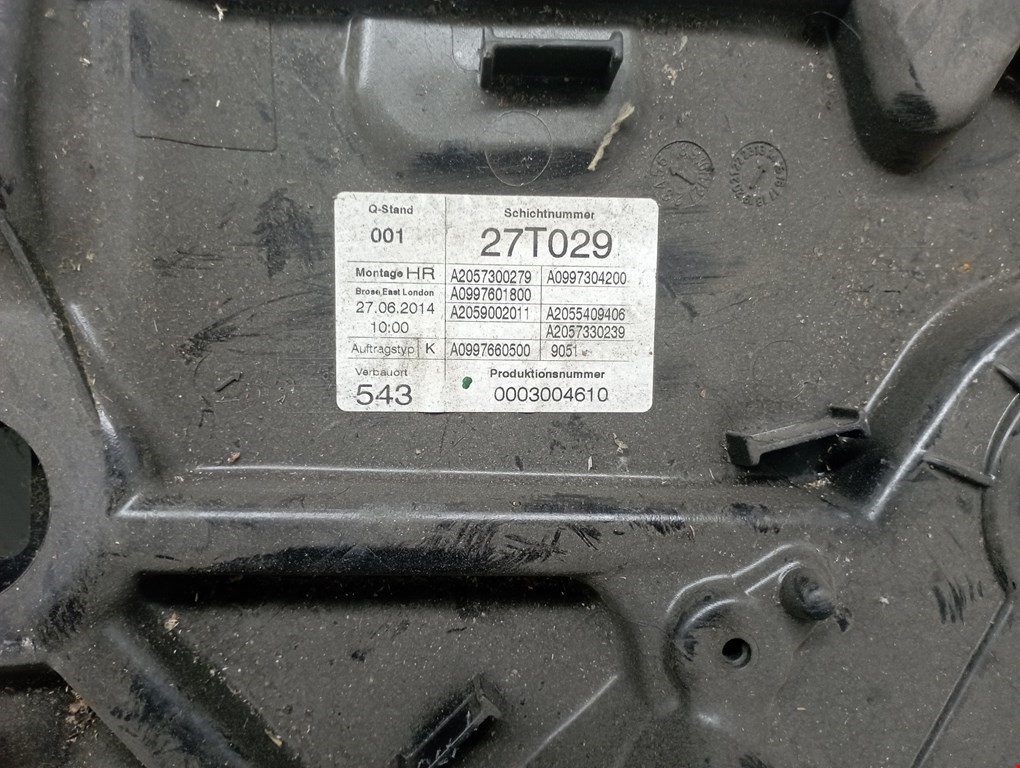 Q-Stand
001
Schichtnummer
27T029
Montage HR
A2057300279 A0997304200
Brose East London
A0997601800
27.06.2014
A2059002011 A2055409406
10:00
A2057330239
Auftragstyp K
A0997660500 9051
Verbauort
543
Produktionsnummer
0003004610